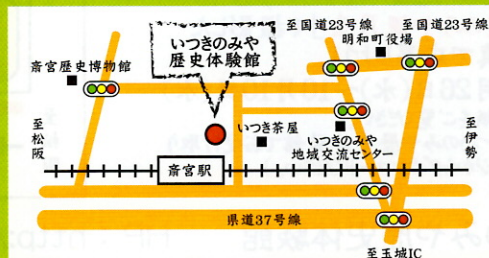 至国道23号線
至国道23号線
明和町役場
いつきのみや
歴史体験館
斎宮歴史博物館
いつき茶屋
いつきのみや
地域交流センター
至松阪
至伊勢
斎宮駅
県道37号線
至玉城IC